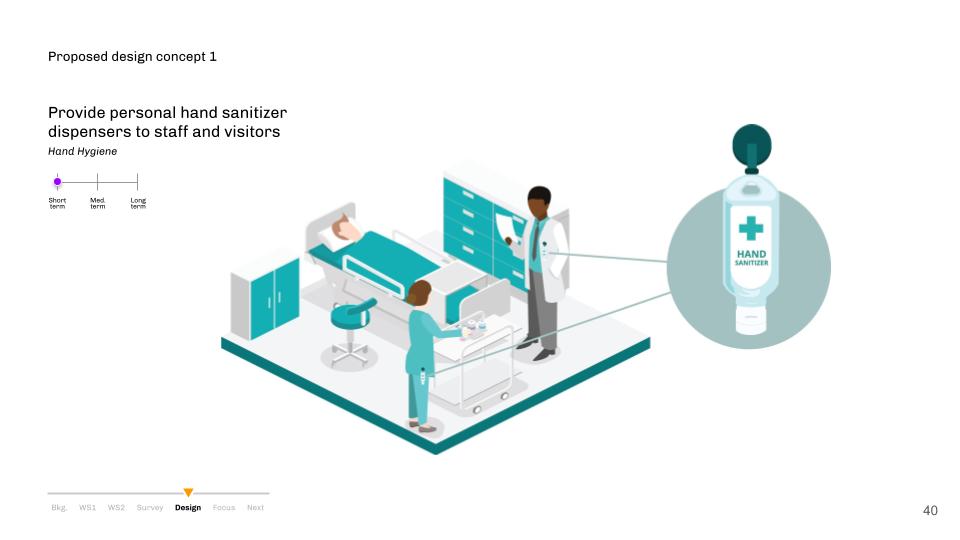 Proposed design concept 1
Provide personal hand sanitizer
dispensers to staff and visitors
Hand Hygiene
Short
term
Med.
term
Long
term
HAND
SANITIZER
Bkg. WS1 WS2 Survey Design Focus Next
40